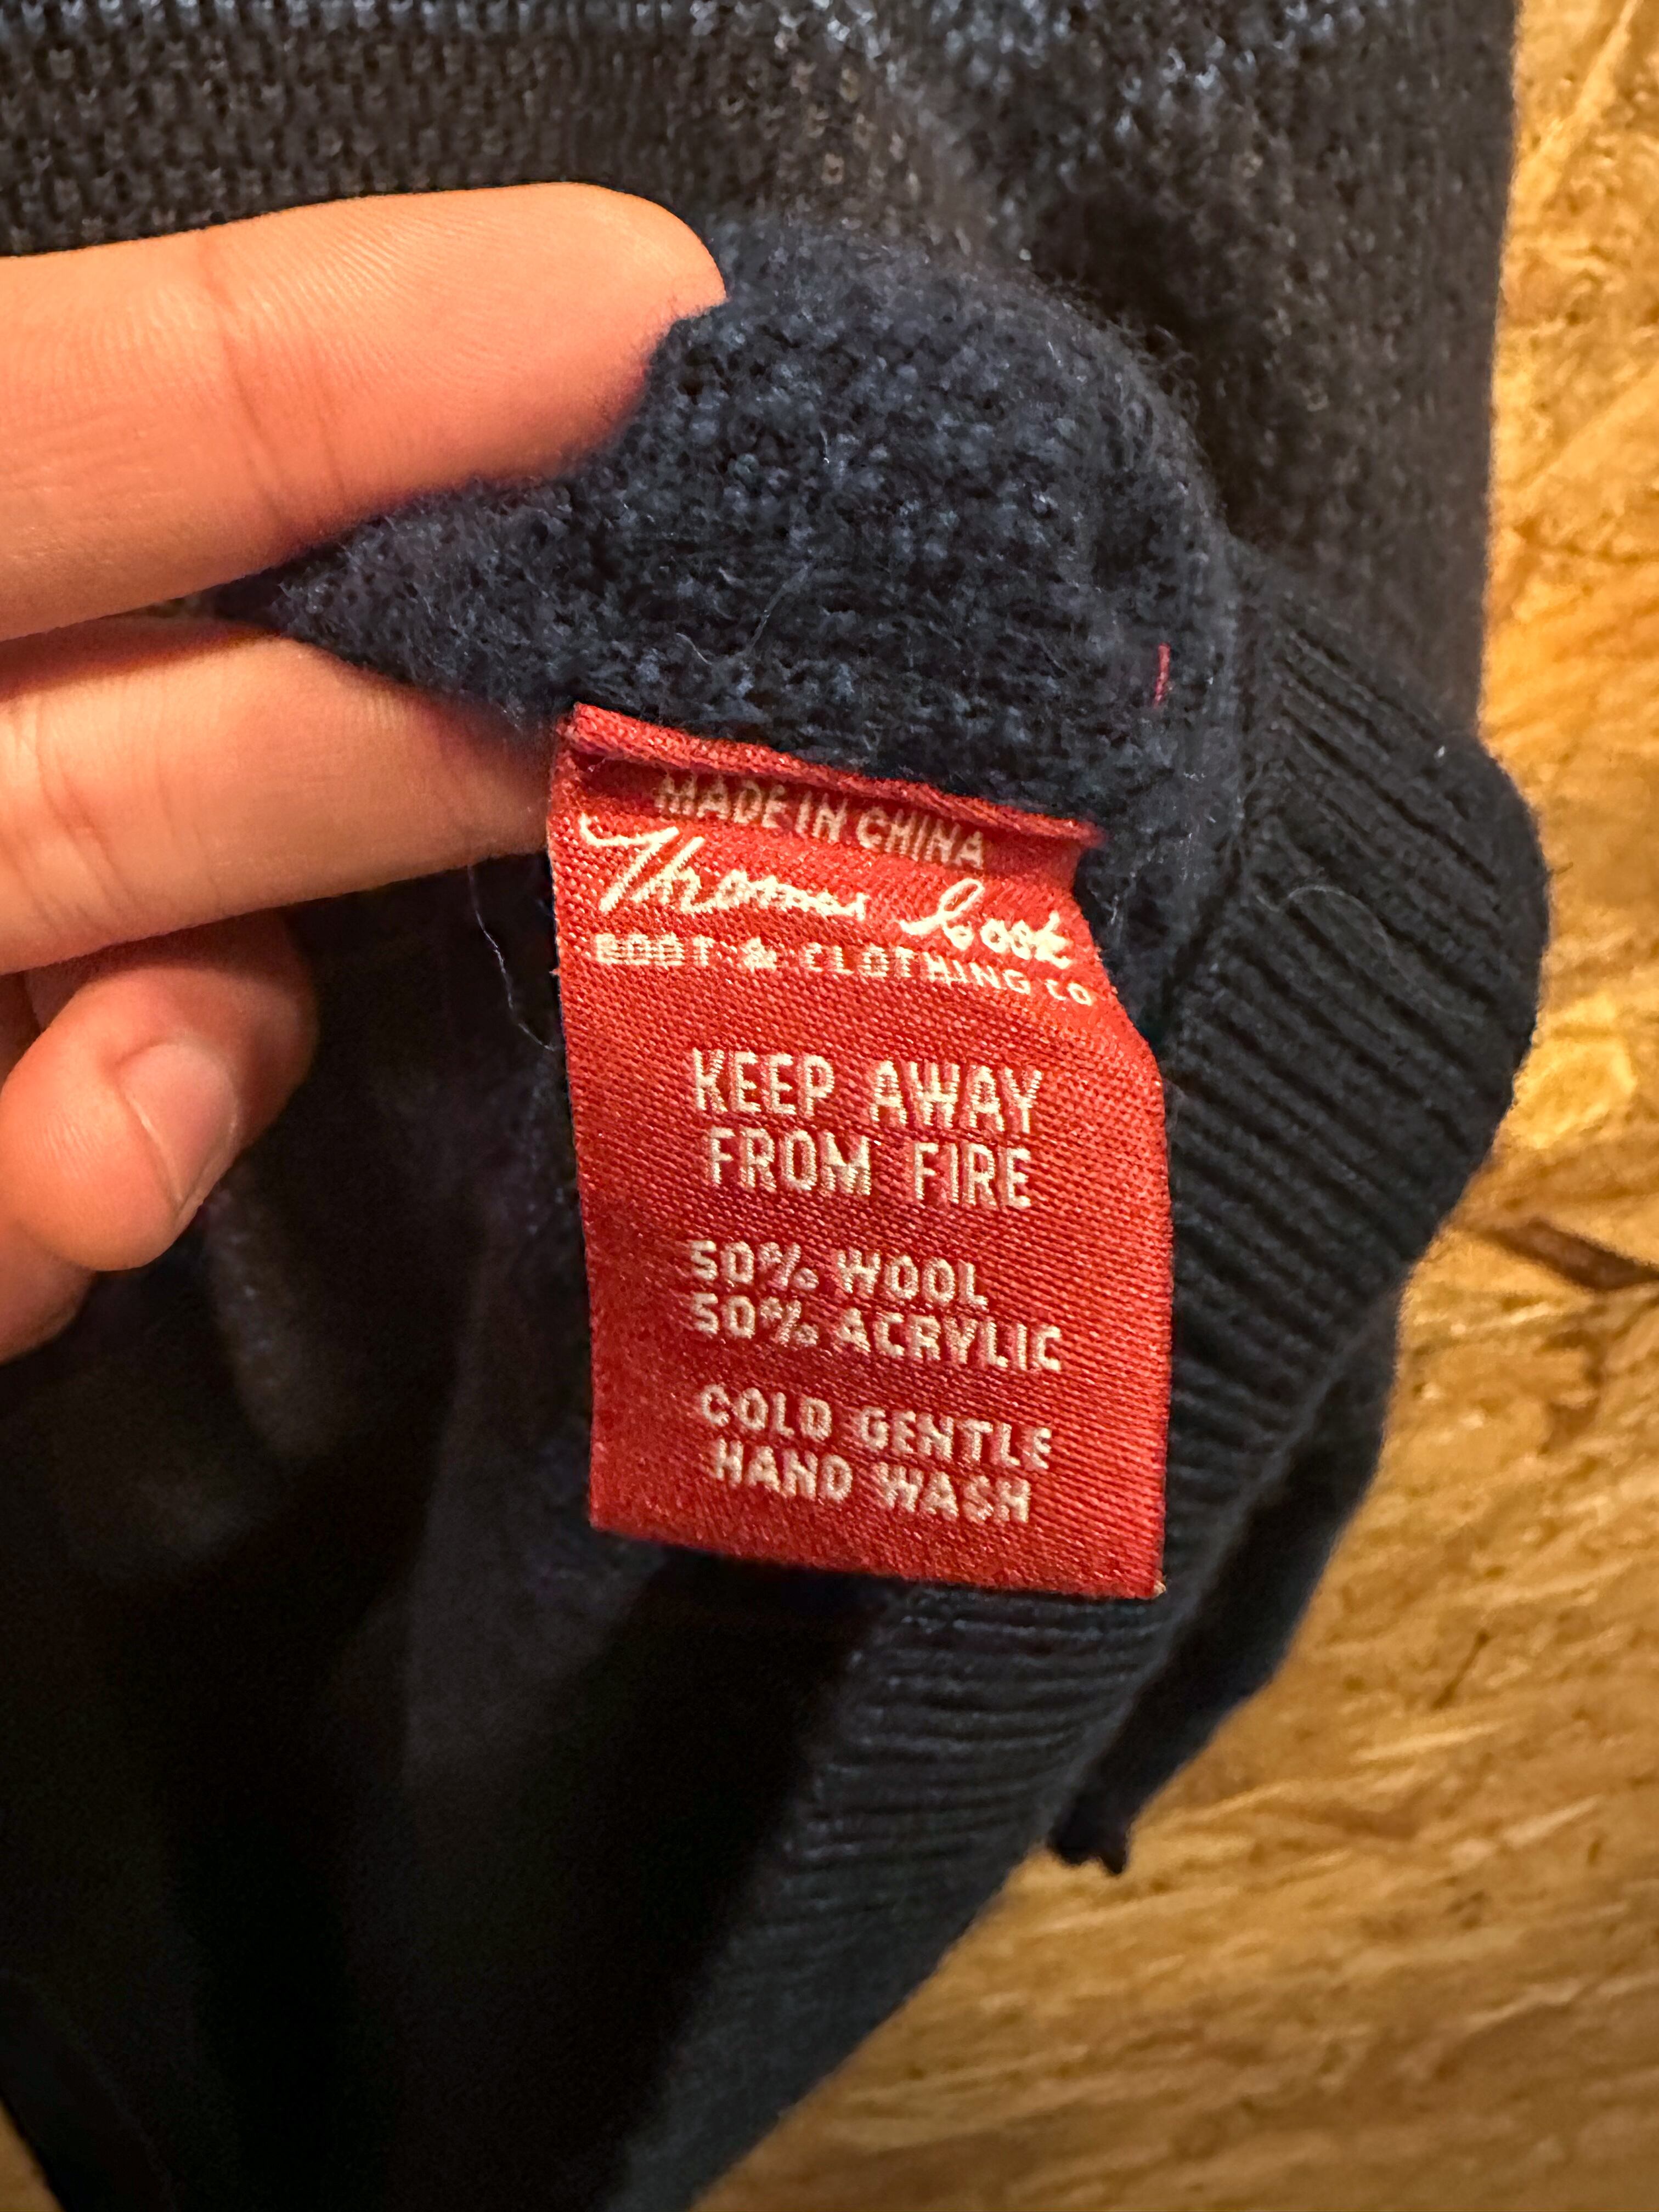 MADE IN CHINA
Thomas Cook
BOOT & CLOTHING CO
KEEP AWAY
FROM FIRE
50% WOOL
50% ACRYLIC
COLD GENTLE
HAND WASH